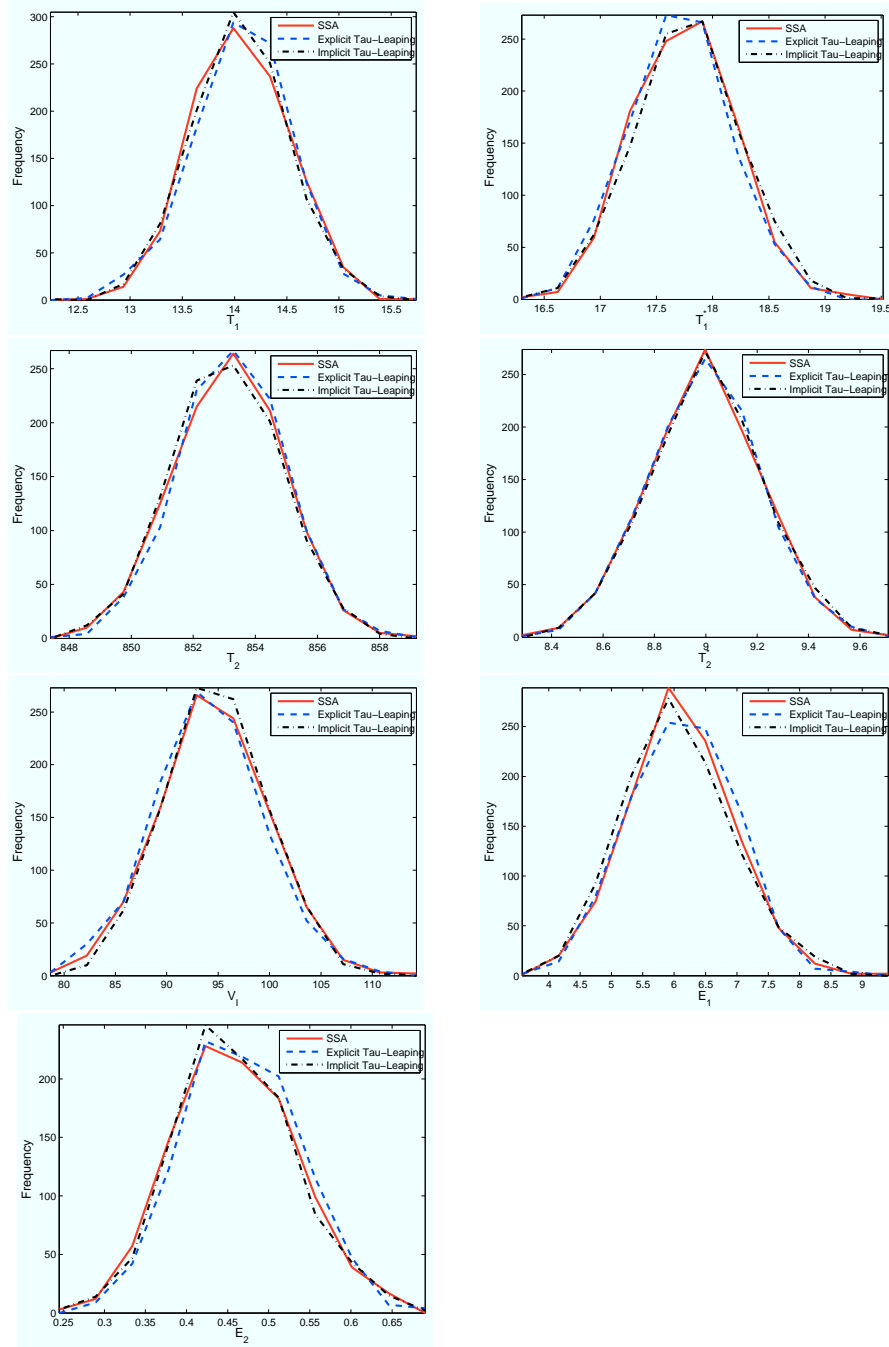 300
250
200
150
100
50
0
Frequency
SSA
Explicit Tau-Leaping
Implicit Tau-Leaping
12.5 13 13.5 14 14.5 15 15.5
T1
250
200
150
100
50
0
Frequency
SSA
Explicit Tau-Leaping
Implicit Tau-Leaping
16.5 17 17.5 18 18.5 19 19.5
T1
250
200
150
100
50
0
Frequency
SSA
Explicit Tau-Leaping
Implicit Tau-Leaping
848 850 852 854 856 858
T2
250
200
150
100
50
0
Frequency
SSA
Explicit Tau-Leaping
Implicit Tau-Leaping
8.4 8.6 8.8 9 9.2 9.4 9.6
T2
250
200
150
100
50
0
Frequency
SSA
Explicit Tau-Leaping
Implicit Tau-Leaping
80 85 90 95 100 105 110
VI
250
200
150
100
50
0
Frequency
SSA
Explicit Tau-Leaping
Implicit Tau-Leaping
4 4.5 5 5.5 6 6.5 7 7.5 8 8.5 9
E1
200
150
100
50
0
Frequency
SSA
Explicit Tau-Leaping
Implicit Tau-Leaping
0.25 0.3 0.35 0.4 0.45 0.5 0.55 0.6 0.65
E2